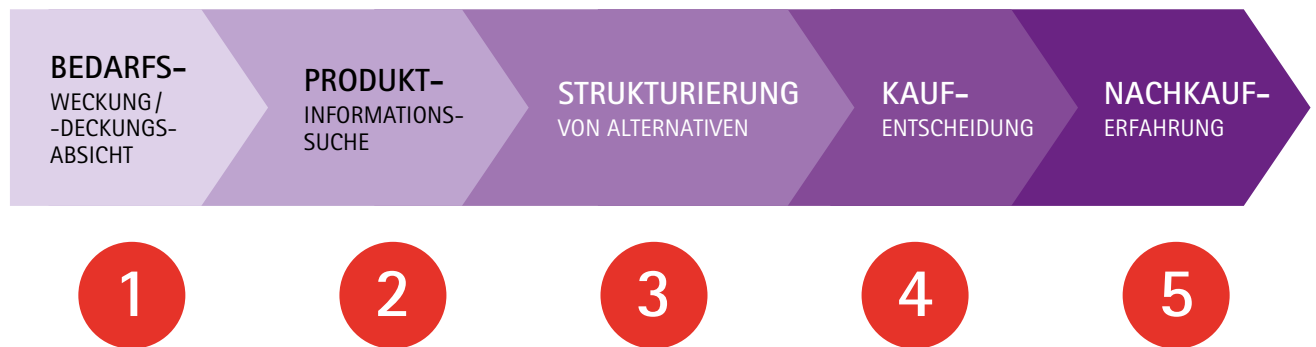 BEDARFS-
WECKUNG /
-DECKUNGS-
ABSICHT
PRODUKT-
INFORMATIONS-
SUCHE
STRUKTURIERUNG
VON ALTERNATIVEN
KAUF-
ENTSCHEIDUNG
NACHKAUF-
ERFAHRUNG
1
2
3
4
5